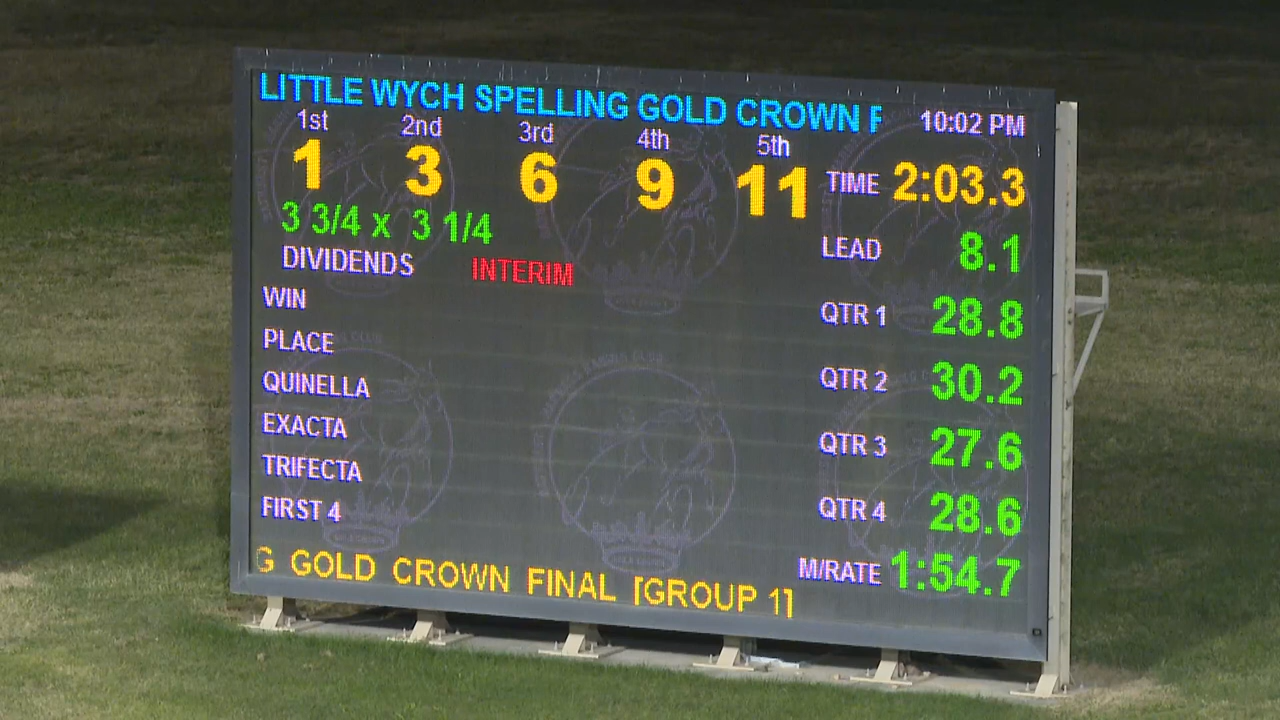 LITTLE WYCH SPELLING GOLD CROWN F
10:02 PM
1st 2nd 3rd 4th 5th
1 3 6 9 11
TIME 2:03.3
3 3/4 x 3 1/4
LEAD 8.1
DIVIDENDS INTERIM
WIN
QTR 1 28.8
PLACE
QUINELLA
QTR 2 30.2
EXACTA
QTR 3 27.6
TRIFECTA
FIRST 4
QTR 4 28.6
M/RATE 1:54.7
G GOLD CROWN FINAL [GROUP 1]